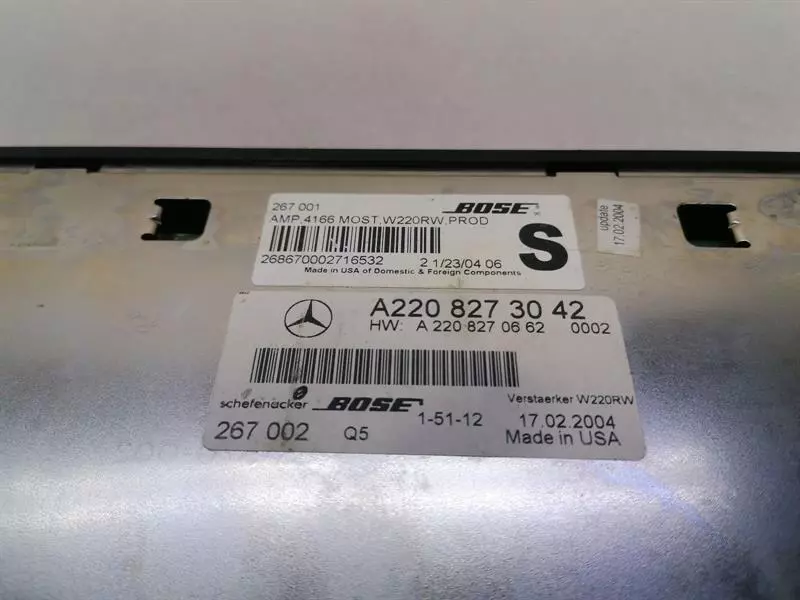 267 001
BOSE
AMP,4166 MOST,W220RW,PROD
S
268670002716532
2 1/23/04 06
Made in USA of Domestic & Foreign Components
update
17.02.2004
A220 827 30 42
HW: A 220 827 06 62 0002
schefenacker BOSE
Verstaerker W220RW
1-51-12
17.02.2004
267 002 Q5
Made in USA